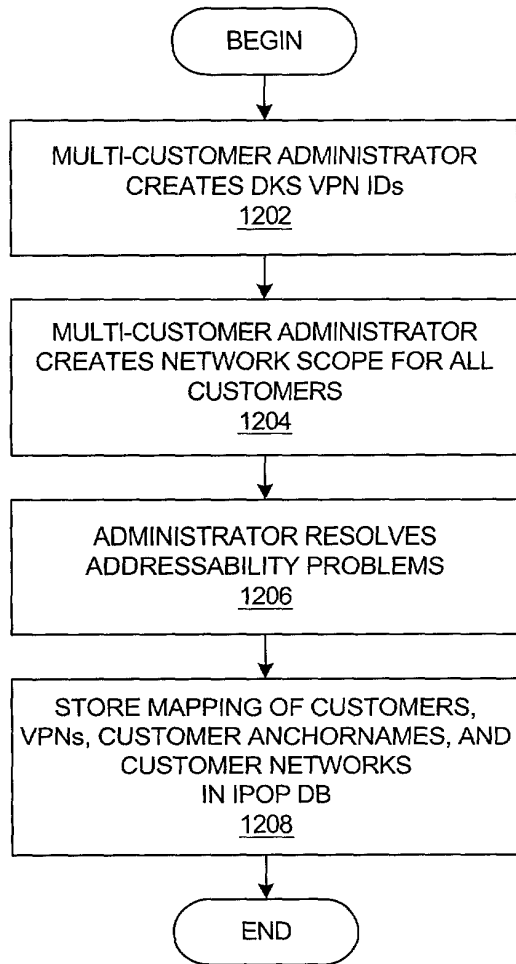 BEGIN
MULTI-CUSTOMER ADMINISTRATOR
CREATES DKS VPN IDs
1202
MULTI-CUSTOMER ADMINISTRATOR
CREATES NETWORK SCOPE FOR ALL
CUSTOMERS
1204
ADMINISTRATOR RESOLVES
ADDRESSABILITY PROBLEMS
1206
STORE MAPPING OF CUSTOMERS,
VPNs, CUSTOMER ANCHORNAMES, AND
CUSTOMER NETWORKS
IN IPOP DB
1208
END